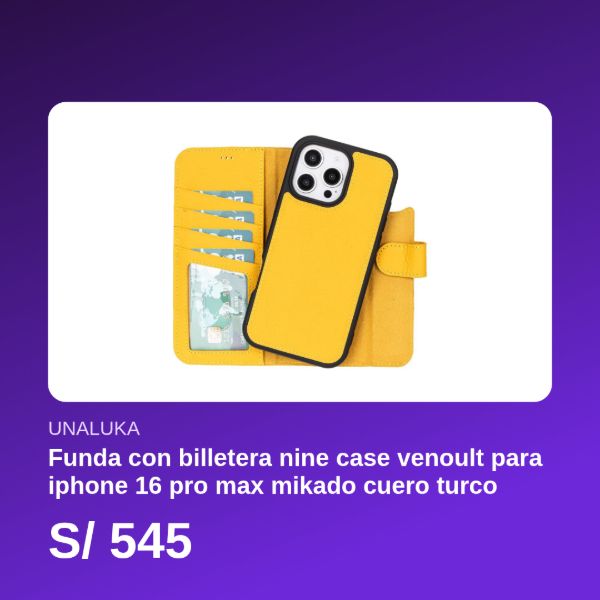 UNALUKA
Funda con billetera nine case venoult para
iphone 16 pro max mikado cuero turco
S/ 545